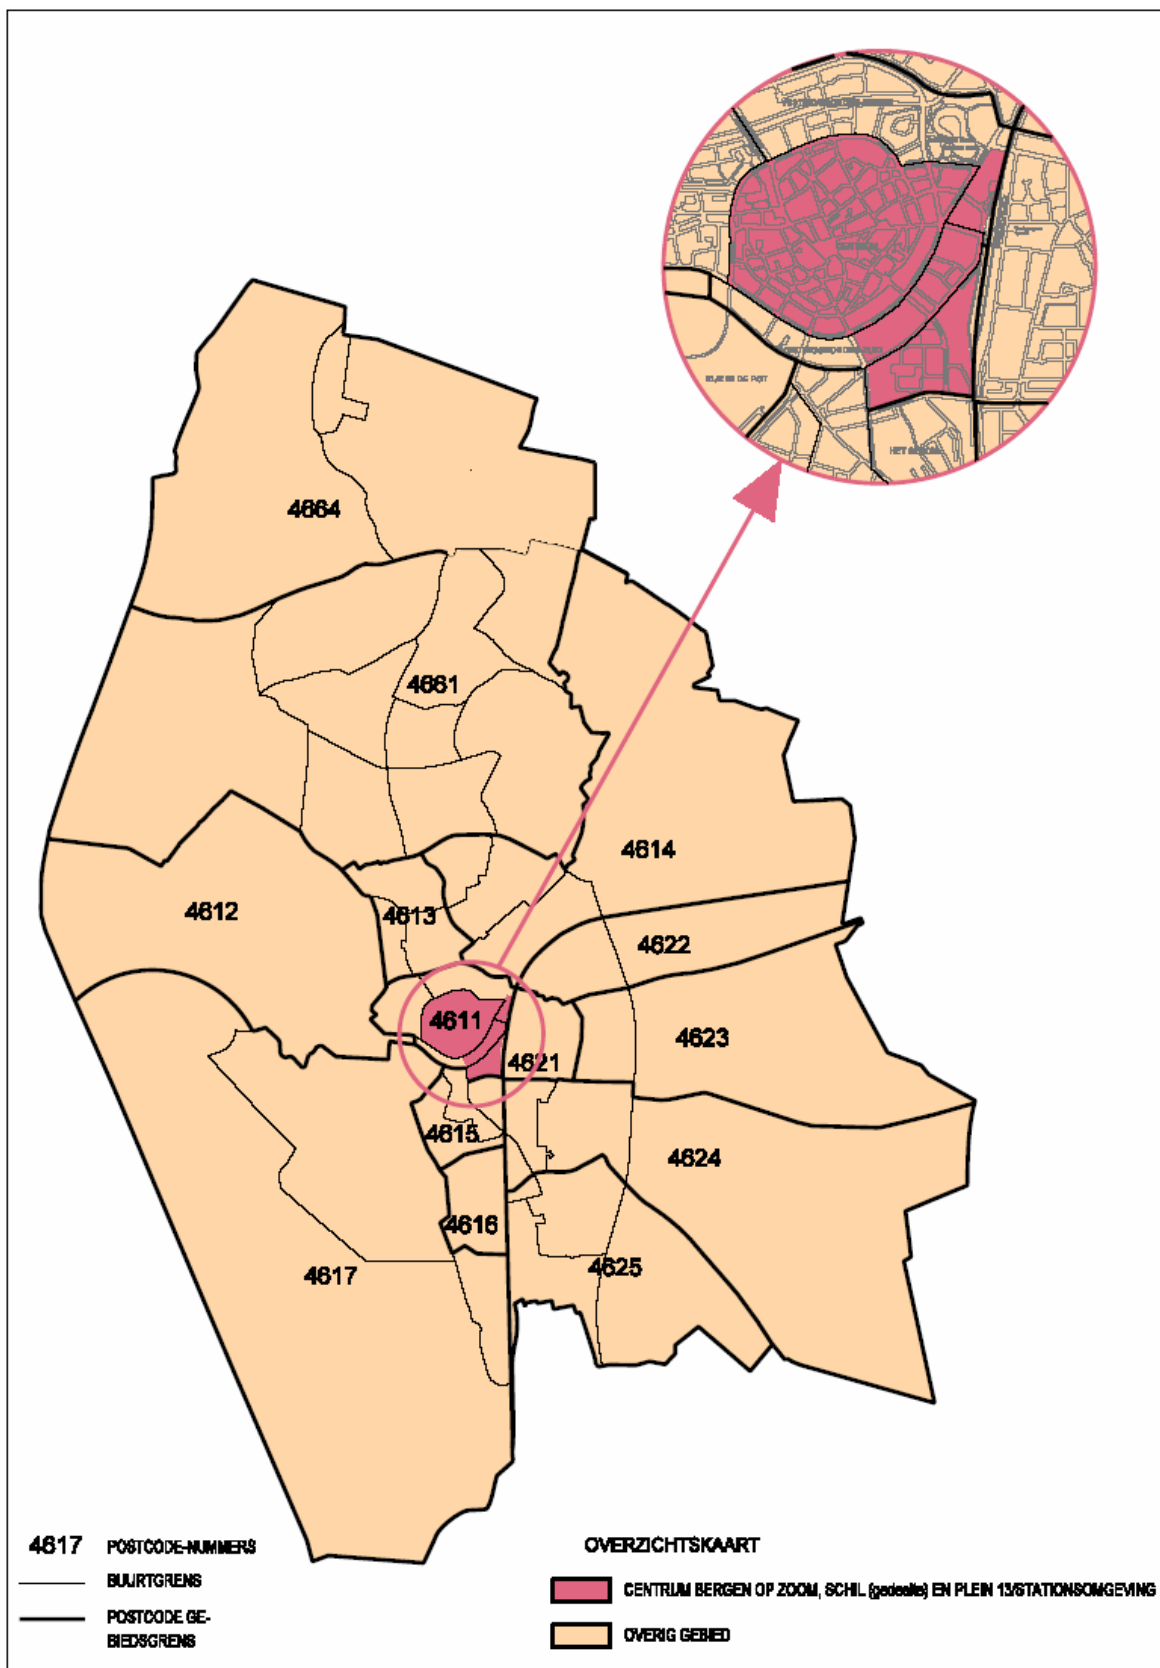 4664
4661
4614
4612
4613
4622
4611
4623
4621
4615
4624
4616
4617
4625
4617 POSTCODE-NUMMERS
BUURTGRENS
POSTCODE GE-
BIEDSGRENS
OVERZICHTSKAART
CENTRUM BERGEN OP ZOOM, SCHIL (gedeelte) EN PLEIN 13/STATIONSOMGEVING
OVERIG GEBIED